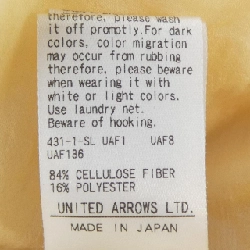 therefore, please wash
it off promptly.For dark
colors, color migration
may occur from rubbing
therefore, please beware
when wearing it with
white or light colors.
Use laundry net.
Beware of hooking.
431-1-SL UAF1 UAF8
UAF136
84% CELLULOSE FIBER
16% POLYESTER
UNITED ARROWS LTD.
MADE IN JAPAN